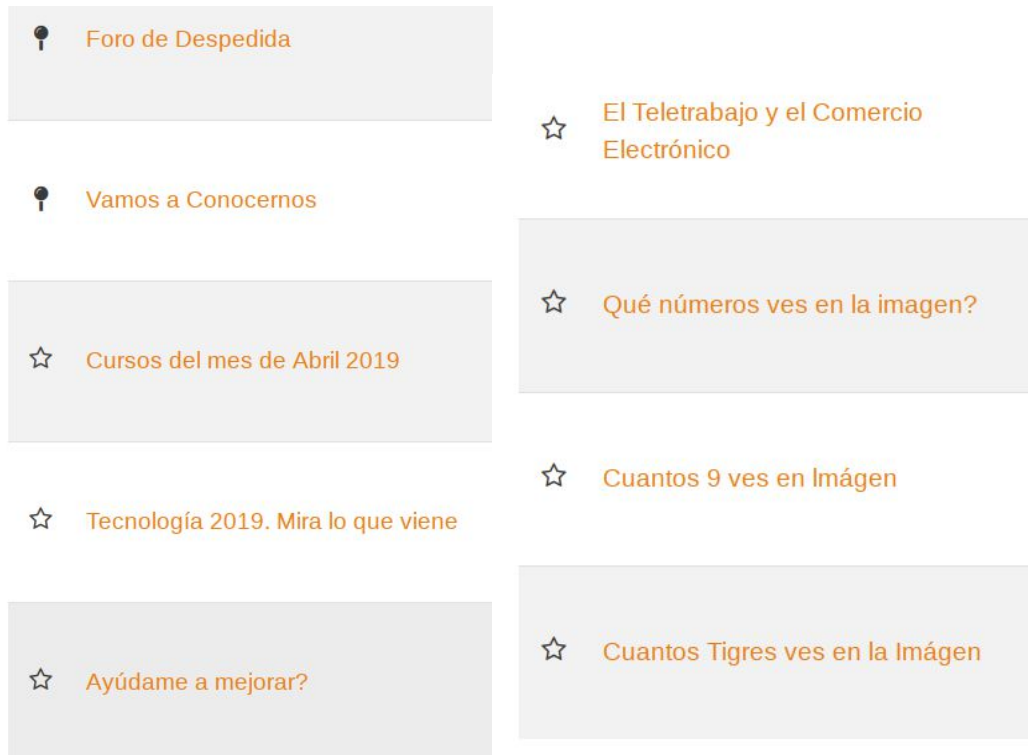 Foro de Despedida
Vamos a Conocernos
Cursos del mes de Abril 2019
Tecnología 2019. Mira lo que viene
Ayúdame a mejorar?
El Teletrabajo y el Comercio
Electrónico
Qué números ves en la imagen?
Cuantos 9 ves en Imágen
Cuantos Tigres ves en la Imágen